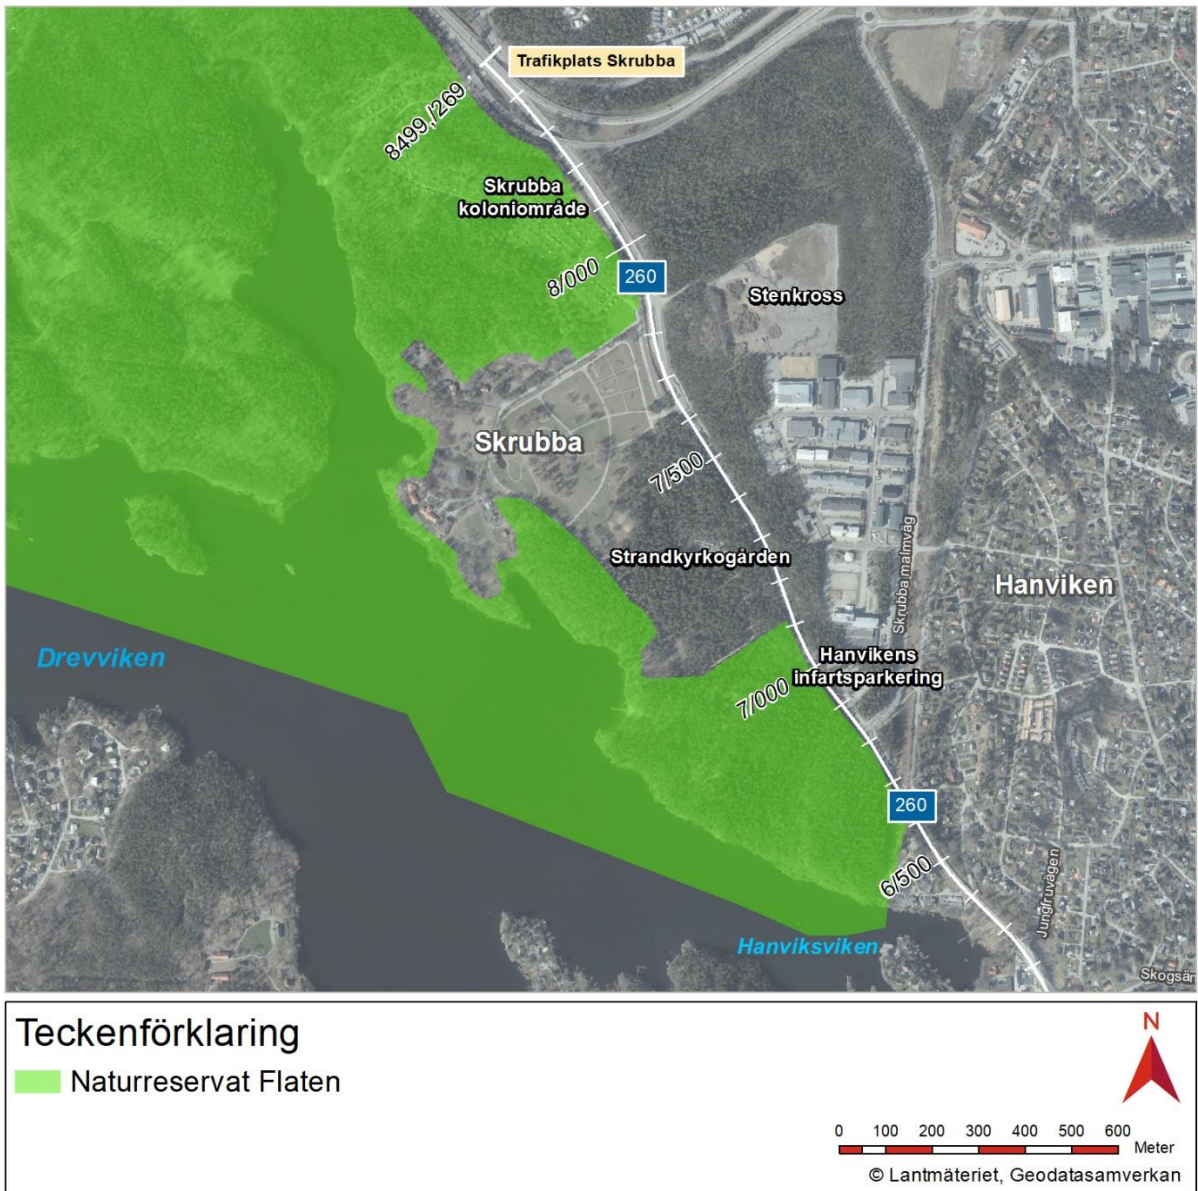 Trafikplats Skrubba
8499,/269
Skrubba
koloniområde
8/000
260
Stenkross
Skrubba
7/500
Strandkyrkogården
Skrubba malmväg
Hanviken
Drevviken
Hanvikens
infartsparkering
7/000
260
6/500
Jungfruvägen
Hanviksviken
Skogsän
Teckenförklaring
Naturreservat Flaten
N
0 100 200 300 400 500 600
Meter
© Lantmäteriet, Geodatasamverkan